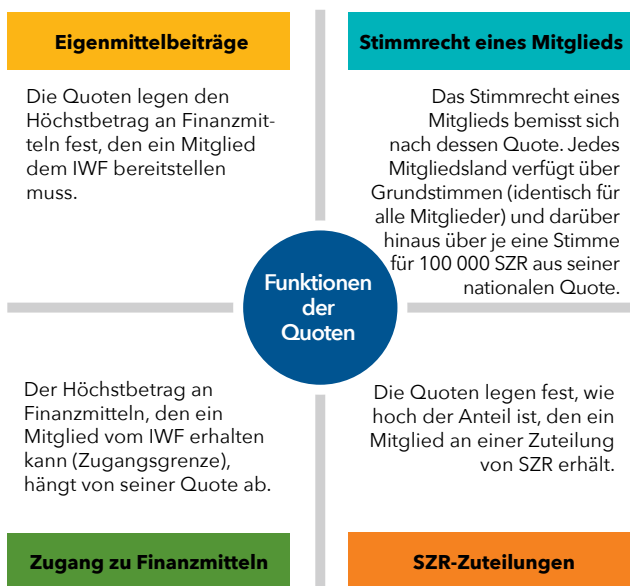 Eigenmittelbeiträge
Die Quoten legen den
Höchstbetrag an Finanzmit-
teln fest, den ein Mitglied
dem IWF bereitstellen
muss.
Stimmrecht eines Mitglieds
Das Stimmrecht eines
Mitglieds bemisst sich
nach dessen Quote. Jedes
Mitgliedsland verfügt über
Grundstimmen (identisch für
alle Mitglieder) und darüber
hinaus über je eine Stimme
für 100 000 SZR aus seiner
nationalen Quote.
Funktionen
der
Quoten
Der Höchstbetrag an
Finanzmitteln, den ein
Mitglied vom IWF erhalten
kann (Zugangsgrenze),
hängt von seiner Quote ab.
Zugang zu Finanzmitteln
Die Quoten legen fest, wie
hoch der Anteil ist, den ein
Mitglied an einer Zuteilung
von SZR erhält.
SZR-Zuteilungen